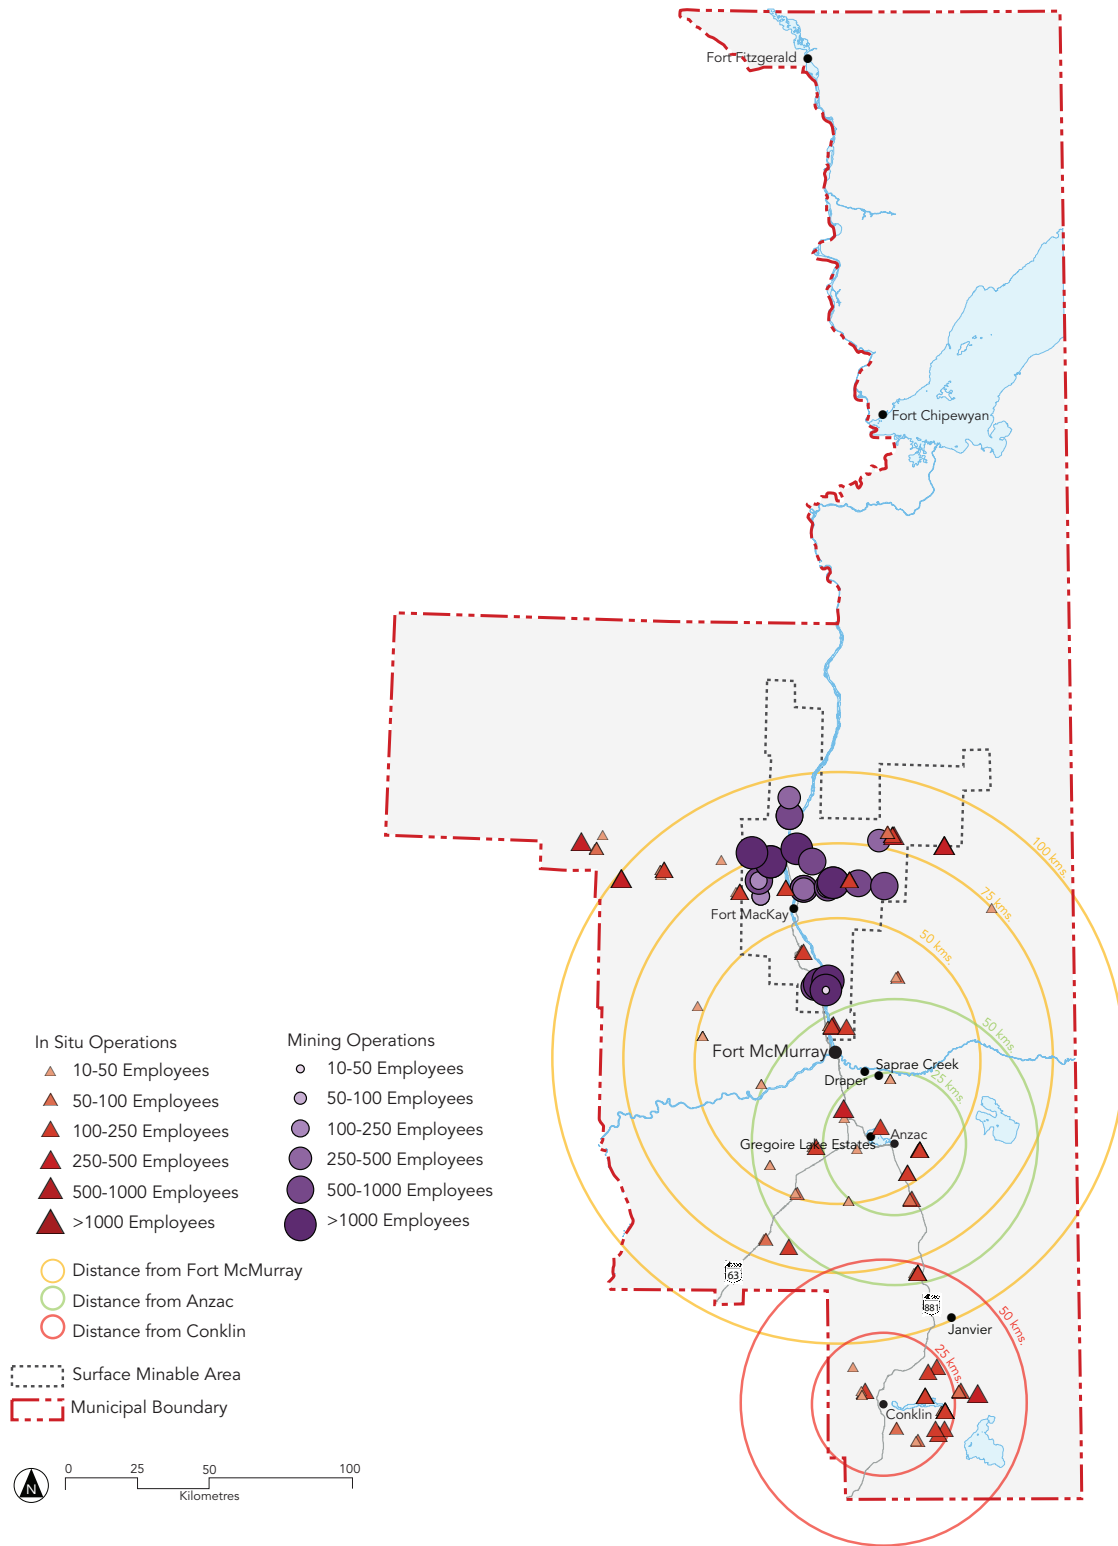 Fort Fitzgerald
Fort Chipewyan
100 kms.
75 kms.
50 kms.
Fort MacKay
50 kms.
25 kms.
Fort McMurray
Saprae Creek
Draper
Anzac
Gregoire Lake Estates
63
881
Janvier
50 kms.
25 kms.
Conklin
In Situ Operations
10-50 Employees
50-100 Employees
100-250 Employees
250-500 Employees
500-1000 Employees
>1000 Employees
Mining Operations
10-50 Employees
50-100 Employees
100-250 Employees
250-500 Employees
500-1000 Employees
>1000 Employees
Distance from Fort McMurray
Distance from Anzac
Distance from Conklin
Surface Minable Area
Municipal Boundary
N
0 25 50 100
Kilometres